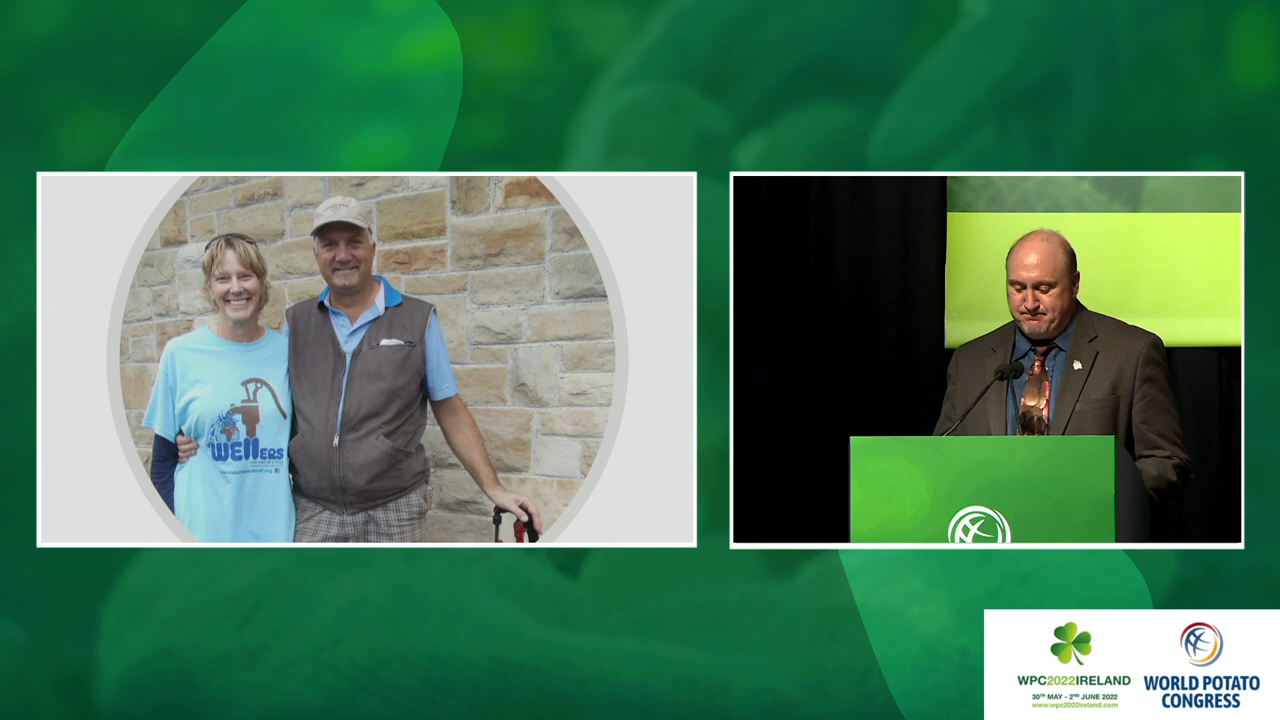 WEllERS
WPC2022IRELAND
30TH MAY - 2ND JUNE 2022
www.wpc2022ireland.com
WORLD POTATO
CONGRESS